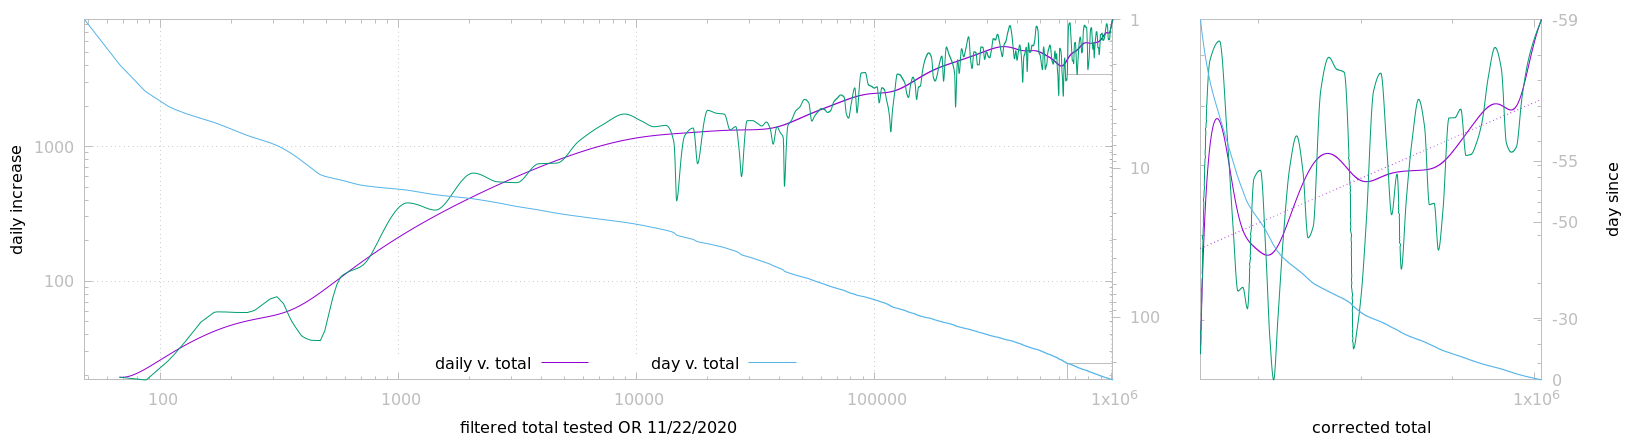 daily increase
1000
100
daily v. total
day v. total
100
1000
10000
100000
1x10^6
filtered total tested OR 11/22/2020
1
10
100
-59
-55
-50
-30
0
day since
1x10^6
corrected total